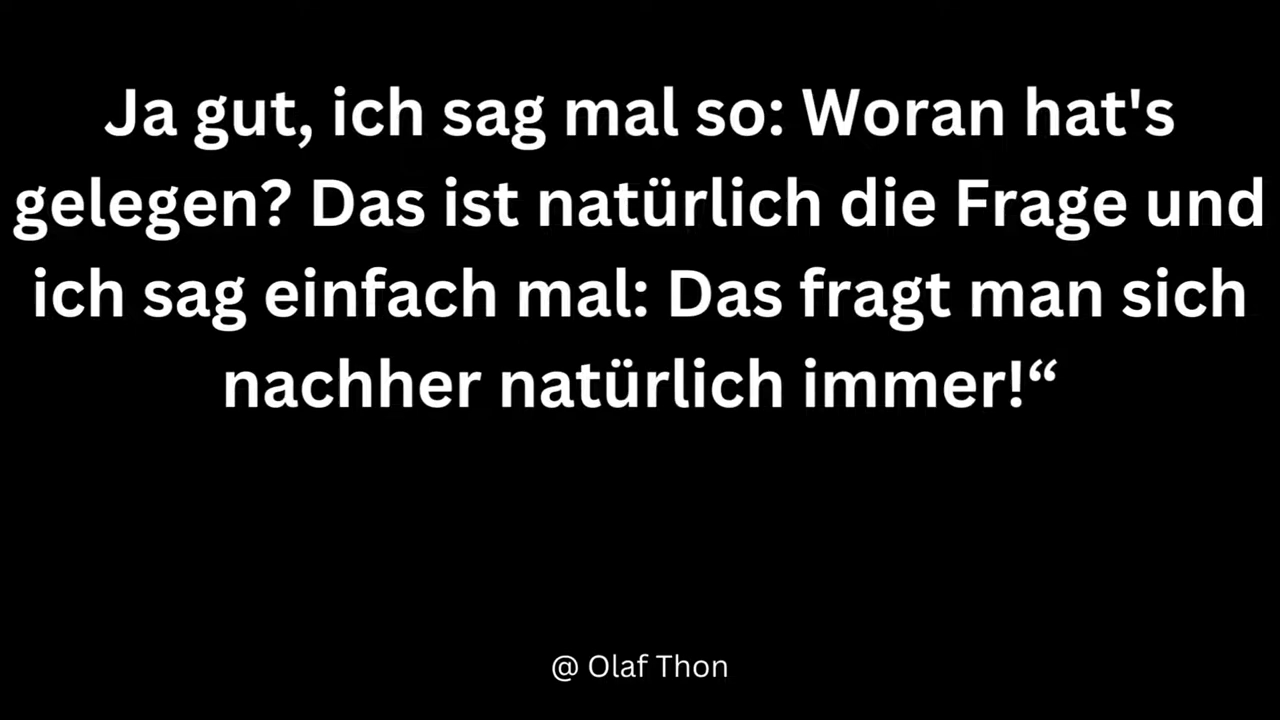 Ja gut, ich sag mal so: Woran hat's
gelegen? Das ist natürlich die Frage und
ich sag einfach mal: Das fragt man sich
nachher natürlich immer!“
@ Olaf Thon